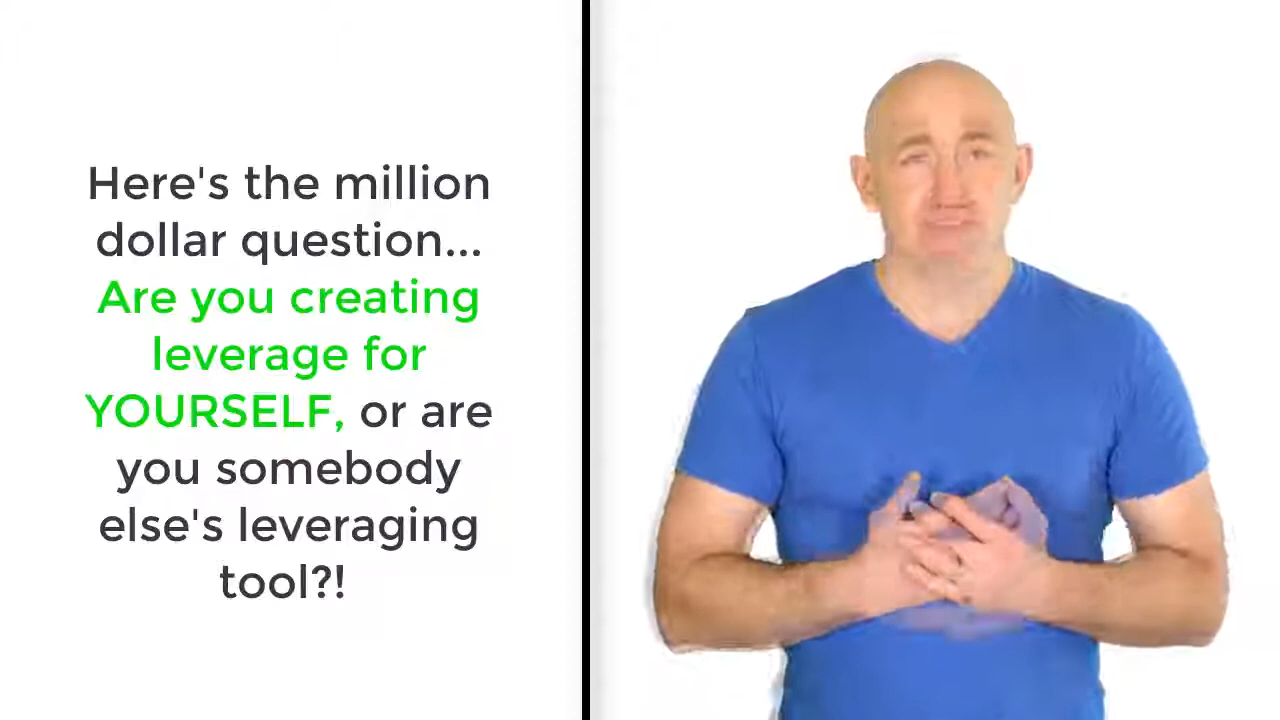 Here's the million
dollar question...
Are you creating
leverage for
YOURSELF, or are
you somebody
else's leveraging
tool?!